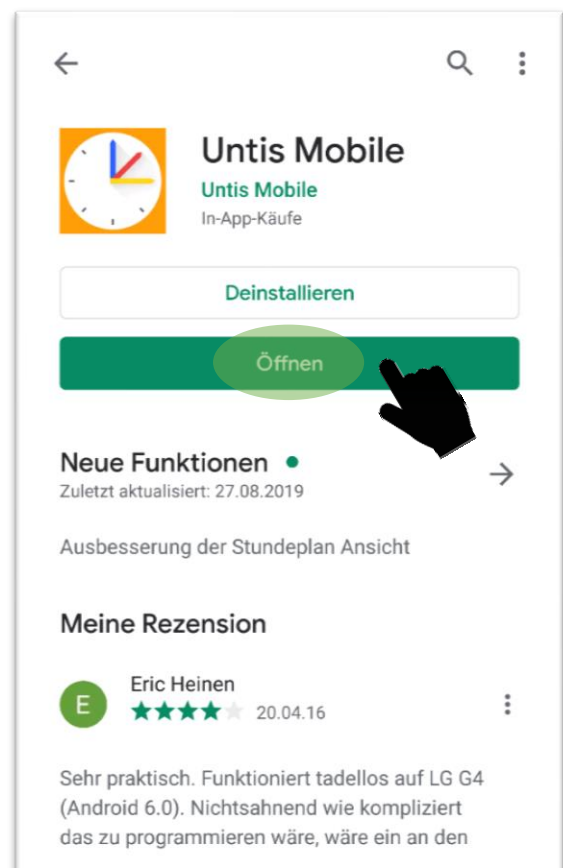 Untis Mobile
Untis Mobile
In-App-Käufe
Deinstallieren
Öffnen
Neue Funktionen
Zuletzt aktualisiert: 27.08.2019
Ausbesserung der Stundeplan Ansicht
Meine Rezension
E
Eric Heinen
20.04.16
Sehr praktisch. Funktioniert tadellos auf LG G4
(Android 6.0). Nichtsahnend wie kompliziert
das zu programmieren wäre, wäre ein an den